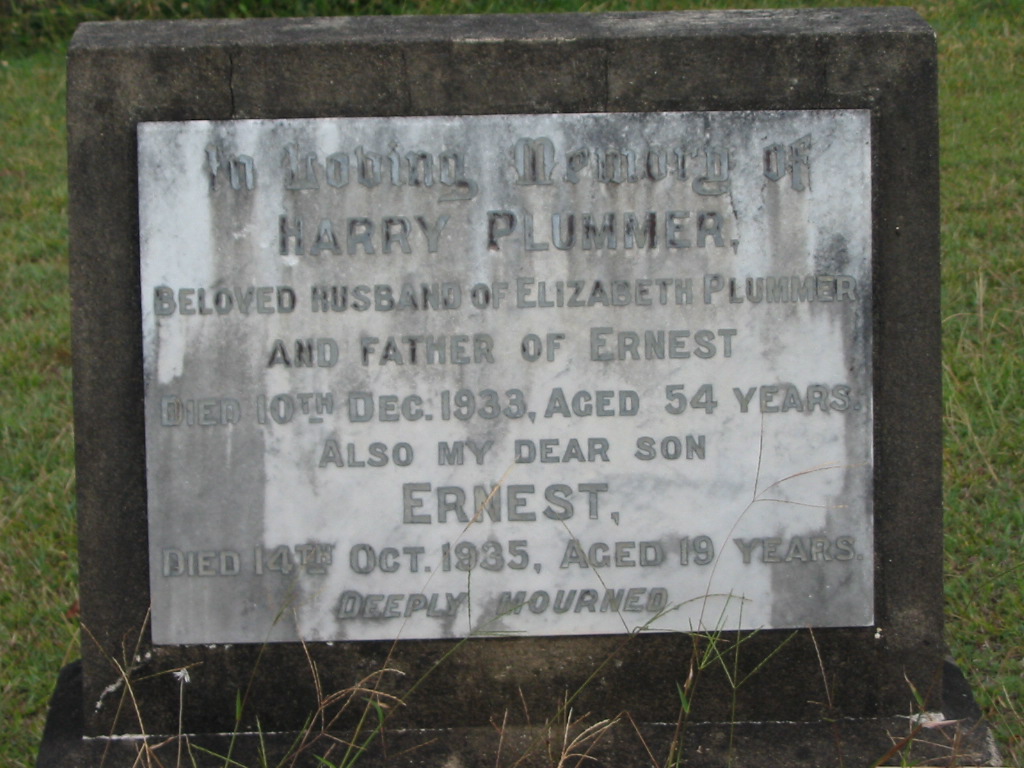 In Loving Memory of
HARRY PLUMMER,
BELOVED HUSBAND OF ELIZABETH PLUMMER
AND FATHER OF ERNEST
DIED 10TH DEC. 1933, AGED 54 YEARS.
ALSO MY DEAR SON
ERNEST,
DIED 14TH OCT. 1935, AGED 19 YEARS.
DEEPLY MOURNED